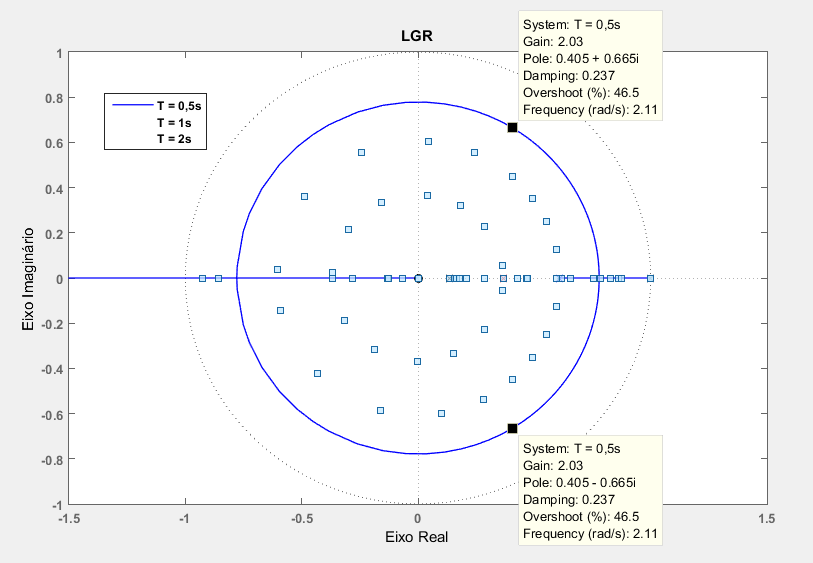 LGR
System: T = 0,5s
Gain: 2.03
Pole: 0.405 + 0.665i
Damping: 0.237
Overshoot (%): 46.5
Frequency (rad/s): 2.11
T = 0,5s
T = 1s
T = 2s
1
0.8
0.6
0.4
0.2
0
-0.2
-0.4
-0.6
-0.8
-1
Eixo Imaginário
-1.5
-1
-0.5
0
1.5
Eixo Real
System: T = 0,5s
Gain: 2.03
Pole: 0.405 - 0.665i
Damping: 0.237
Overshoot (%): 46.5
Frequency (rad/s): 2.11